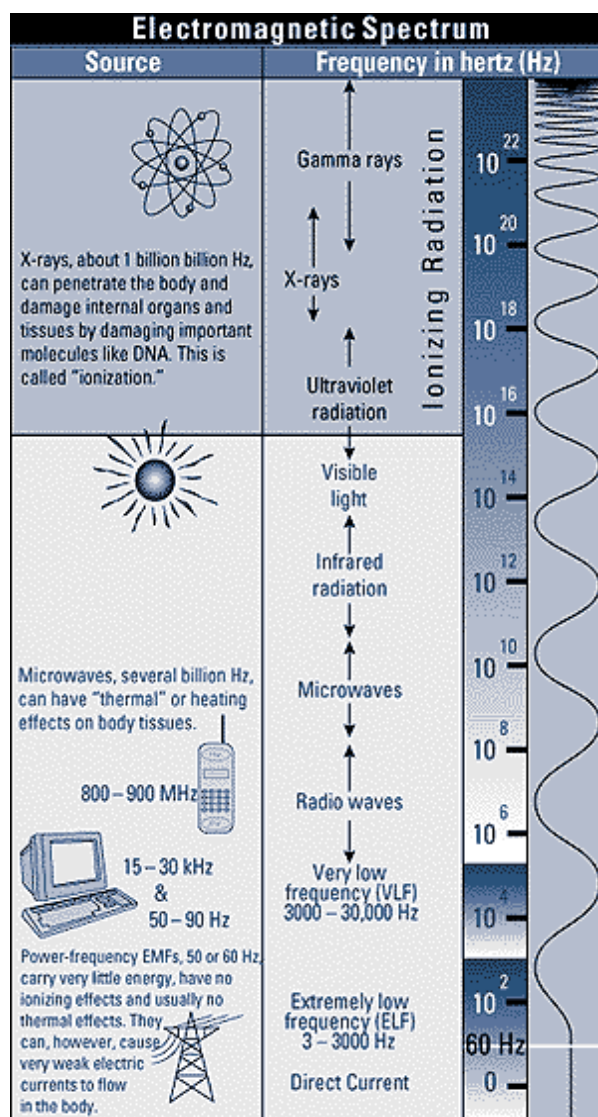 Electromagnetic Spectrum
Source
Frequency in hertz (Hz)
Gamma rays
X-rays
Ultraviolet
radiation
Ionizing Radiation
X-rays, about 1 billion billion Hz,
can penetrate the body and
damage internal organs and
tissues by damaging important
molecules like DNA. This is
called “ionization.”
Visible
light
Infrared
radiation
Microwaves
Radio waves
Very low
frequency (VLF)
3000 – 30,000 Hz
Extremely low
frequency (ELF)
3 – 3000 Hz
Direct Current
Microwaves, several billion Hz,
can have “thermal” or heating
effects on body tissues.
800 – 900 MHz
15 – 30 kHz
&
50 – 90 Hz
Power-frequency EMFs, 50 or 60 Hz,
carry very little energy, have no
ionizing effects and usually no
thermal effects. They
can, however, cause
very weak electric
currents to flow
in the body.
10 22
10 20
10 18
10 16
10 14
10 12
10 10
10 8
10 6
10 4
10 2
60 Hz
0